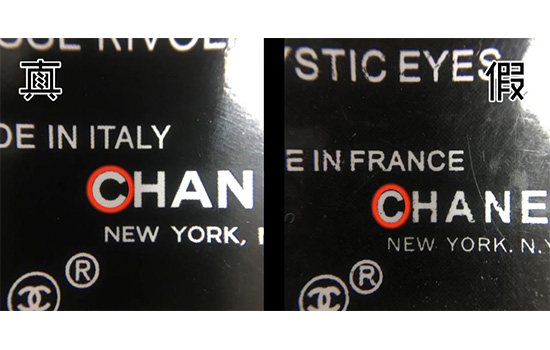 真
DE IN ITALY
CHAN
NEW YORK,
®
假
STIC EYES
E IN FRANCE
CHANE
NEW YORK. N.Y
®